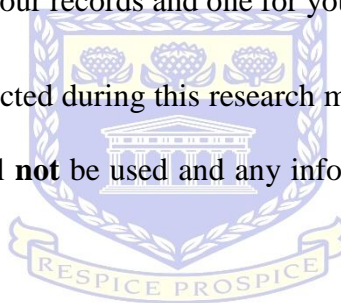 our records and one for you
cted during this research m
l not be used and any info
RESPICE PROSPICE